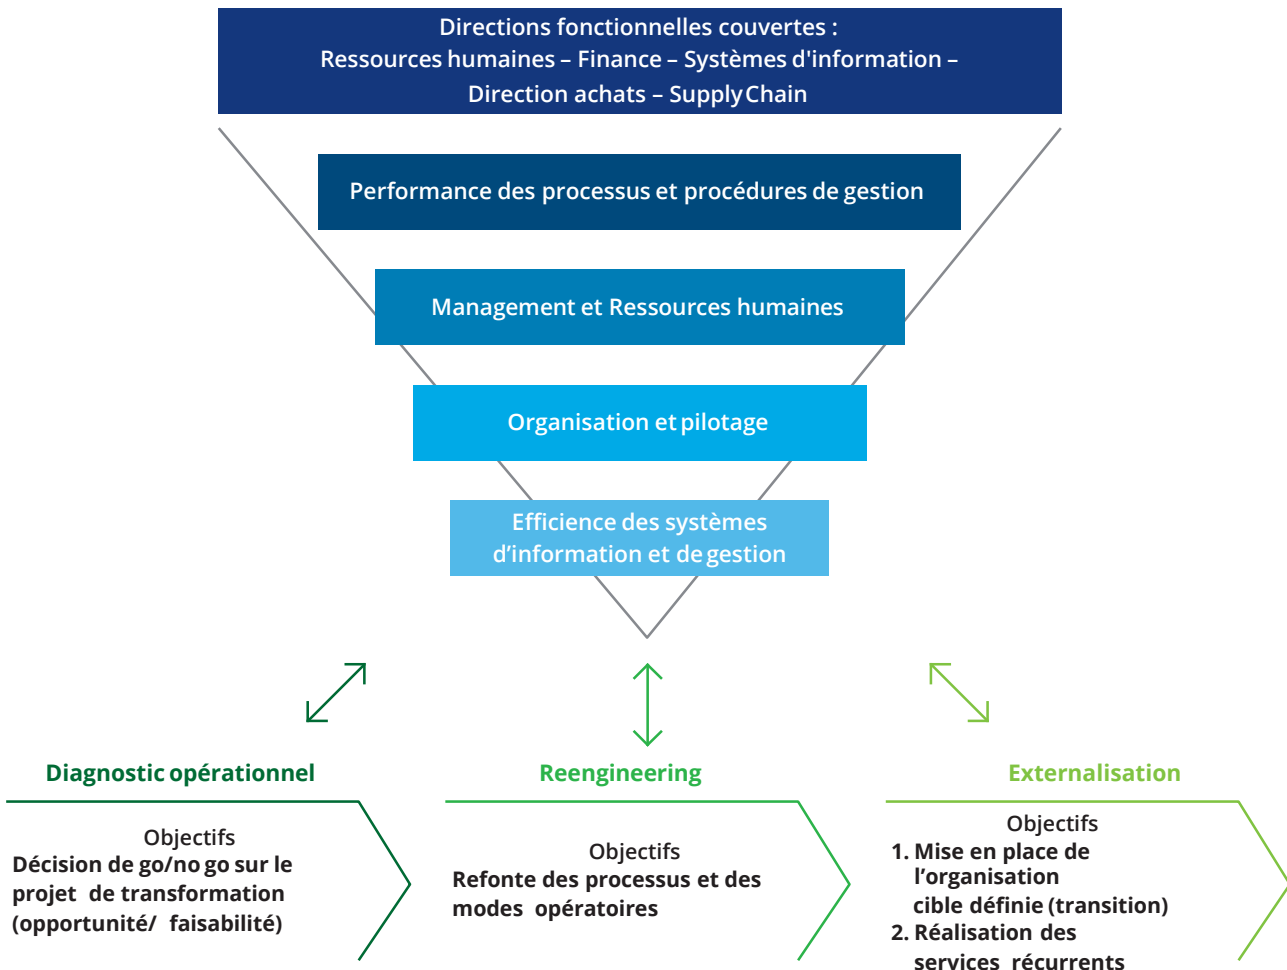 Directions fonctionnelles couvertes :
Ressources humaines – Finance – Systèmes d'information –
Direction achats – Supply Chain
Performance des processus et procédures de gestion
Management et Ressources humaines
Organisation et pilotage
Efficience des systèmes
d’information et de gestion
Diagnostic opérationnel
Objectifs
Décision de go/no go sur le
projet de transformation
(opportunité/ faisabilité)
Reengineering
Objectifs
Refonte des processus et des
modes opératoires
Externalisation
Objectifs
1. Mise en place de
l’organisation
cible définie (transition)
2. Réalisation des
services récurrents